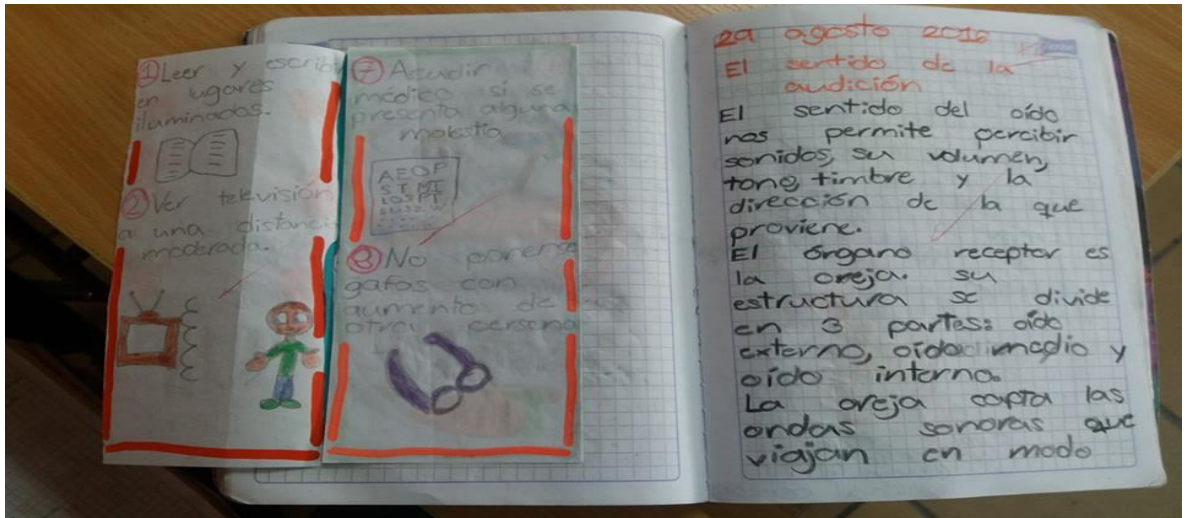 ①Leer y escribir
en lugares
iluminados.
②Ver televisión
a una distancia
moderada.
⑦Acudir
médico si se
presenta alguna
molestia
AEOP
⑧No ponerse
gafas con
aumento de
otra persona
29 agosto 2016
El sentido de la
audición
El sentido del oído
nos permite percibir
sonidos, su volumen,
tono, timbre y la
dirección de la que
proviene.
El órgano receptor es
la oreja. su
estructura se divide
en 3 partes: oído
externo, oído medio y
oído interno.
La oreja capta las
ondas sonoras que
viajan en modo